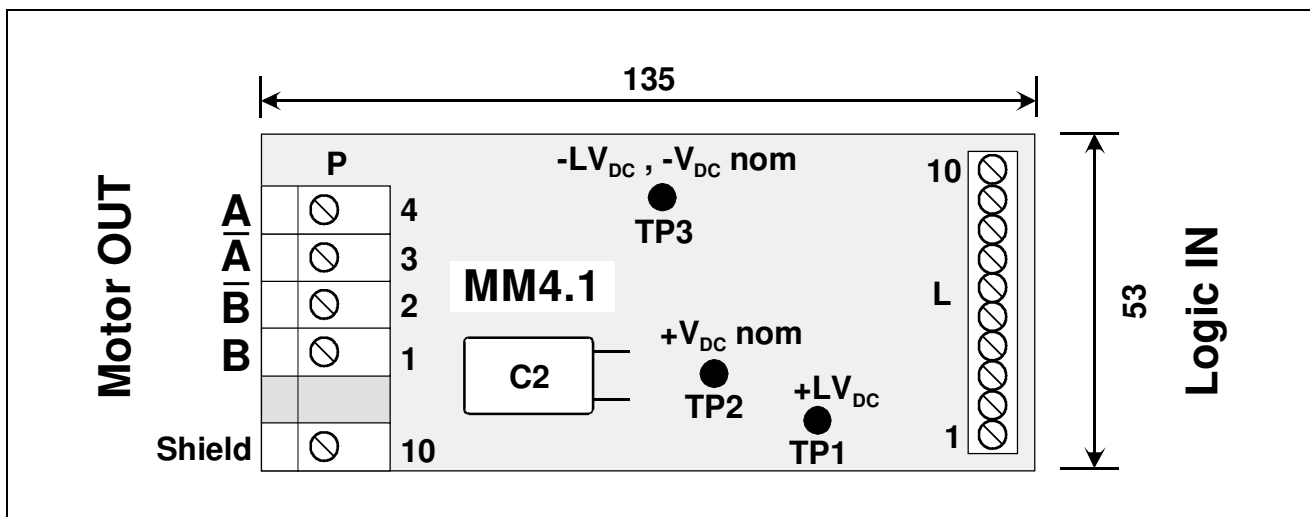 135
P
-LV_DC , -V_DC nom
TP3
10
Motor OUT
A 4
A̅ 3
B̅ 2
B 1
Shield 10
MM4.1
C2
+V_DC nom
TP2
+LV_DC
TP1
L
1
53
Logic IN